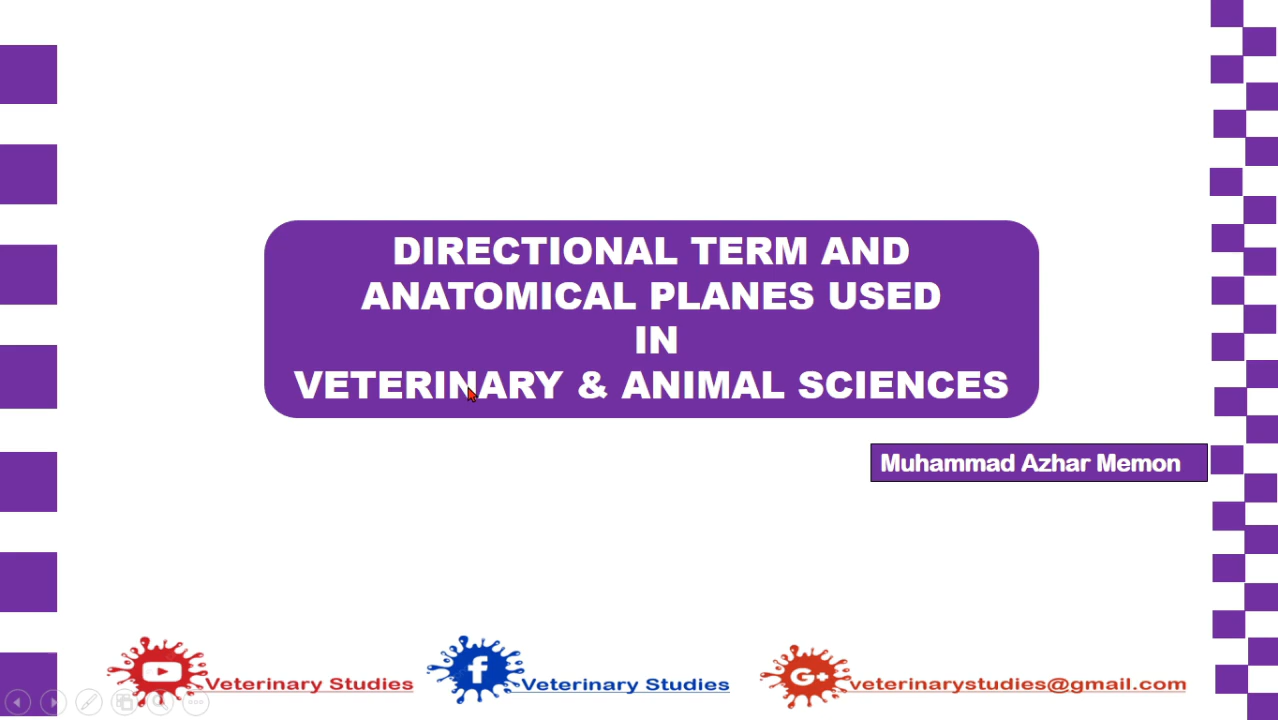 DIRECTIONAL TERM AND
ANATOMICAL PLANES USED
IN
VETERINARY & ANIMAL SCIENCES
Muhammad Azhar Memon
Veterinary Studies
f Veterinary Studies
G+ veterinarystudies@gmail.com